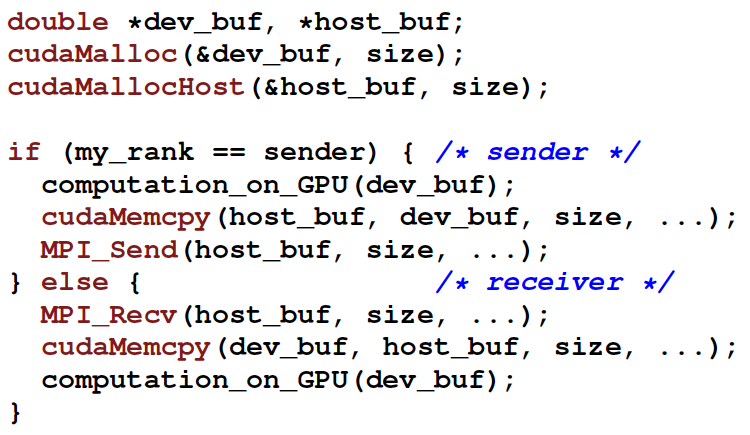 double *dev_buf, *host_buf;
cudaMalloc(&dev_buf, size);
cudaMallocHost(&host_buf, size);

if (my_rank == sender) { /* sender */
  computation_on_GPU(dev_buf);
  cudaMemcpy(host_buf, dev_buf, size, ...);
  MPI_Send(host_buf, size, ...);
} else {                 /* receiver */
  MPI_Recv(host_buf, size, ...);
  cudaMemcpy(dev_buf, host_buf, size, ...);
  computation_on_GPU(dev_buf);
}